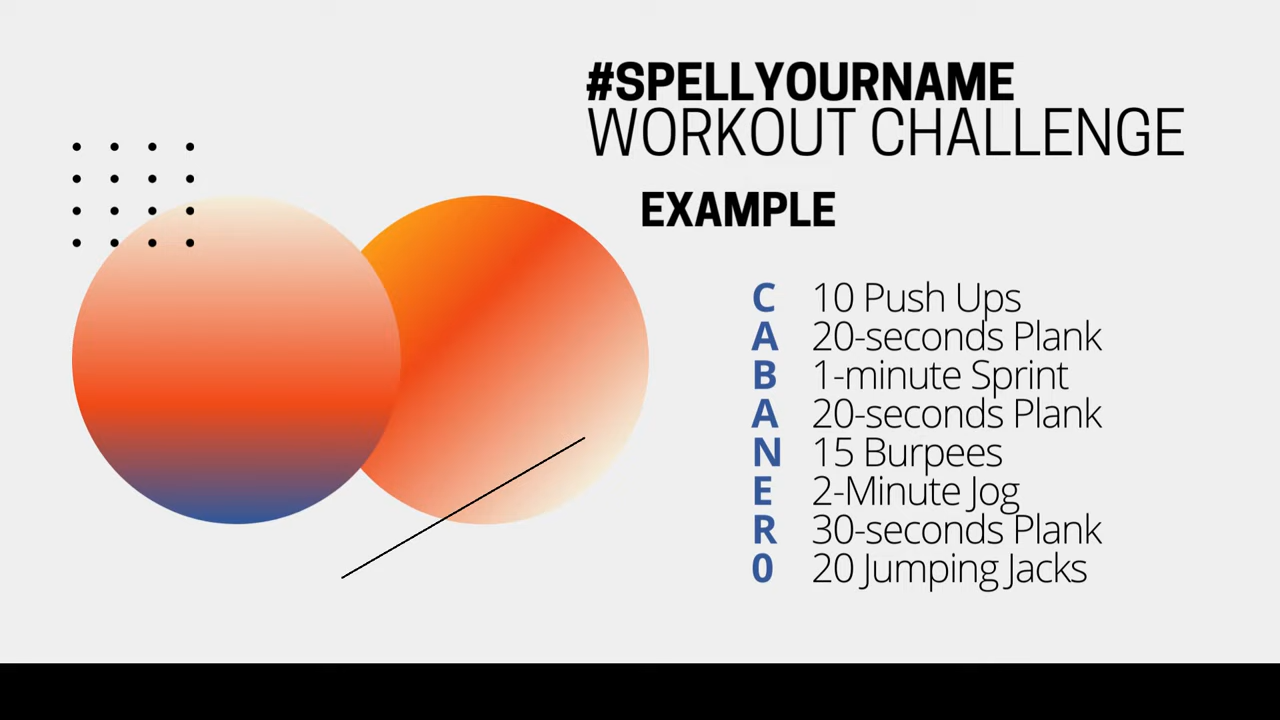 #SPELLYOURNAME
WORKOUT CHALLENGE
EXAMPLE
C 10 Push Ups
A 20-seconds Plank
B 1-minute Sprint
A 20-seconds Plank
N 15 Burpees
E 2-Minute Jog
R 30-seconds Plank
0 20 Jumping Jacks